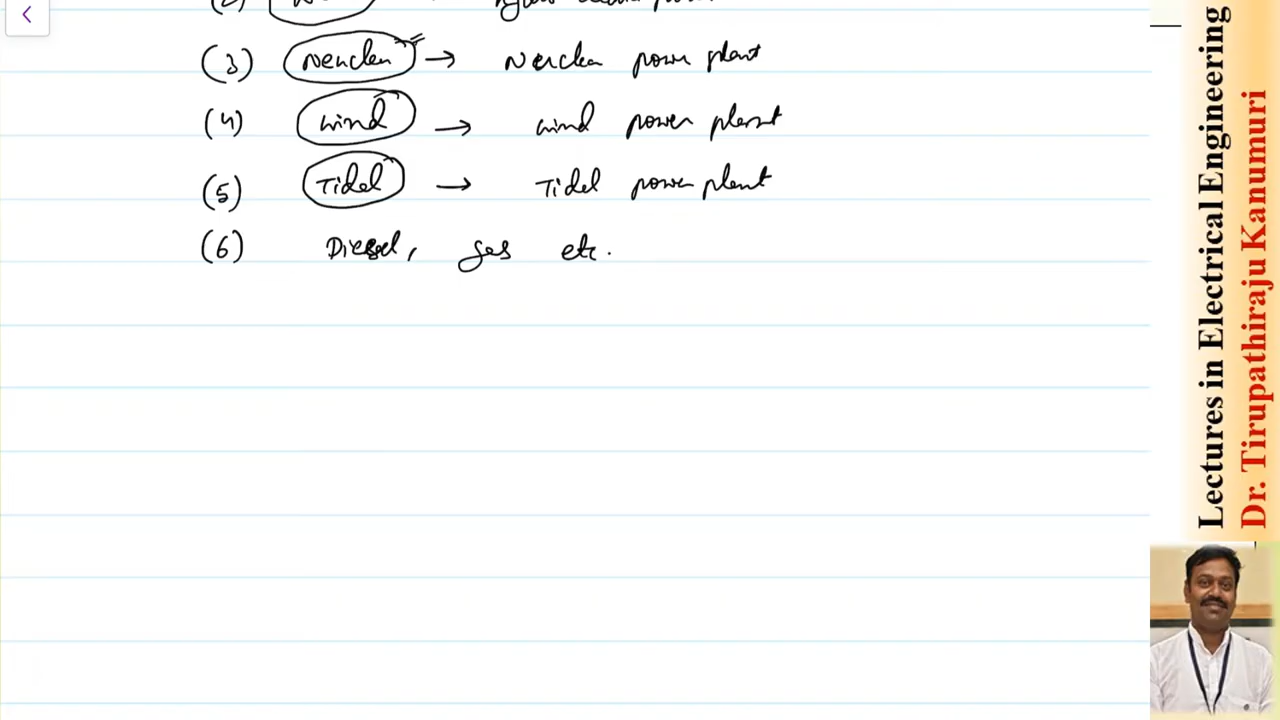 (3) Neuclear → Nerclea power plant
(4) wind → wind power plant
(5) Tidel → Tidel power plant
(6) Diesel, gas etc.
Lectures in Electrical Engineering
Dr. Tirupathiraju Kanumuri